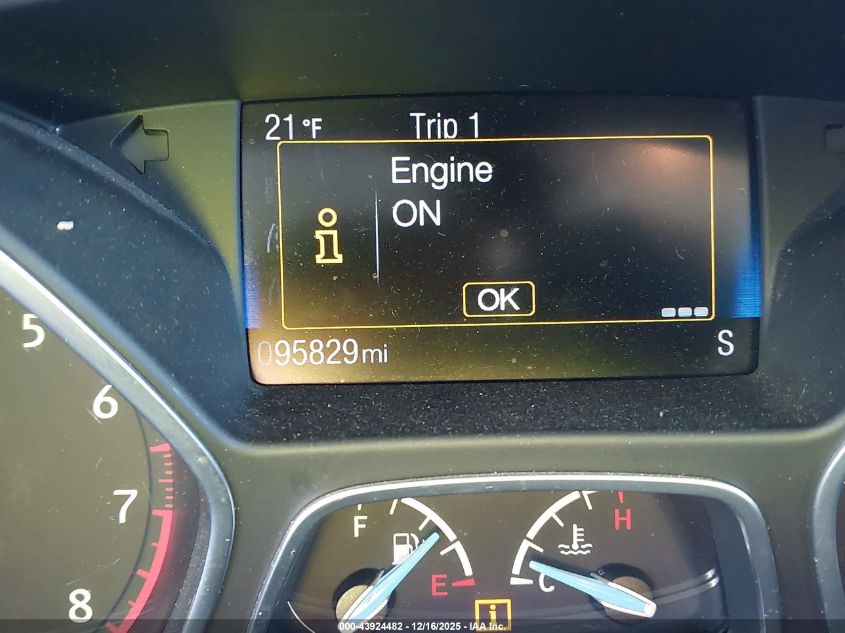 21 °F Trip 1
Engine
ON
i
OK
095829 mi S
5
6
7
8
F
E
H
C
i
000-43924482 - 12/16/2025 - IAA Inc.